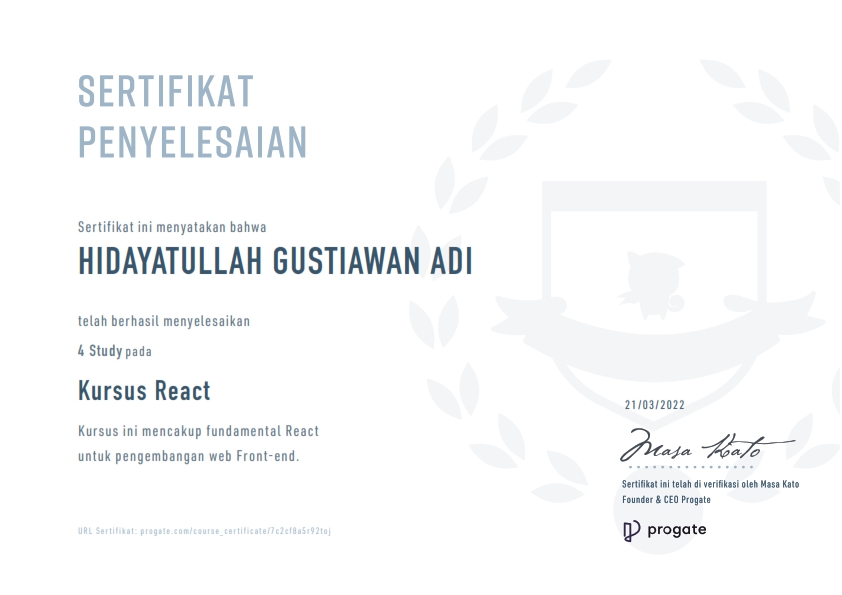 SERTIFIKAT
PENYELESAIAN
Sertifikat ini menyatakan bahwa
HIDAYATULLAH GUSTIAWAN ADI
telah berhasil menyelesaikan
4 Study pada
Kursus React
Kursus ini mencakup fundamental React
untuk pengembangan web Front-end.
21/03/2022
Masa Kato
Sertifikat ini telah di verifikasi oleh Masa Kato
Founder & CEO Progate
URL Sertifikat: progate.com/course_certificate/7c2cf8a5r92toj
progate